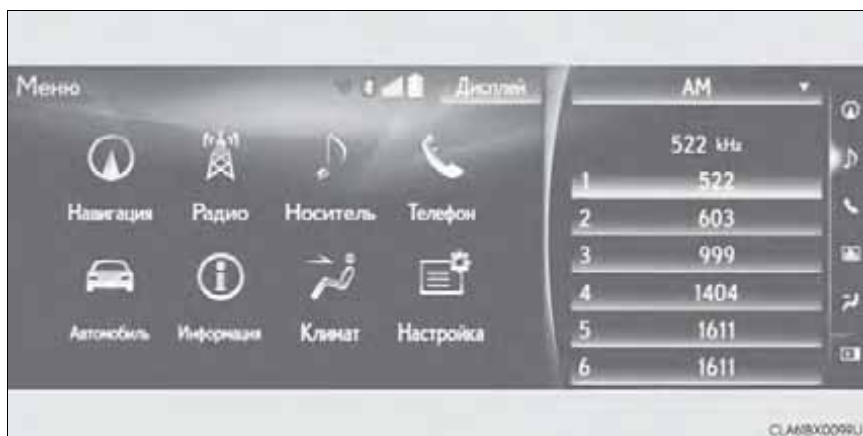 Меню
Дисплей
Навигация
Радио
Носитель
Телефон
Автомобиль
Информация
Климат
Настройка
AM
522 kHz
1 522
2 603
3 999
4 1404
5 1611
6 1611
CLA61BX009RU